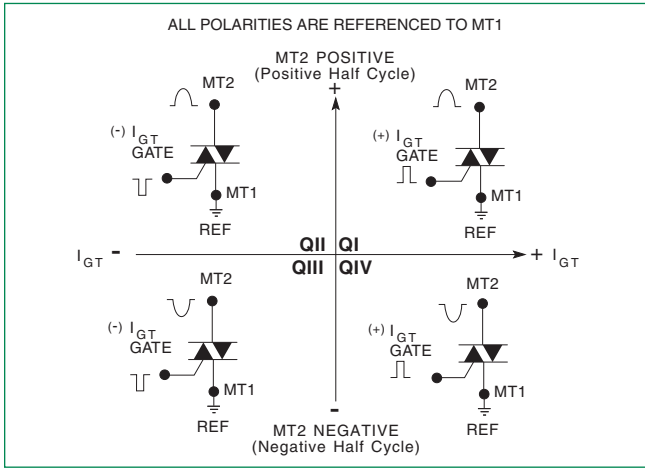 ALL POLARITIES ARE REFERENCED TO MT1
MT2 POSITIVE
(Positive Half Cycle)
+
MT2
(-) IGT
GATE
MT1
REF
MT2
(+) IGT
GATE
MT1
REF
IGT -
QII QI
QIII QIV
+ IGT
MT2
(-) IGT
GATE
MT1
REF
MT2
(+) IGT
GATE
MT1
REF
-
MT2 NEGATIVE
(Negative Half Cycle)